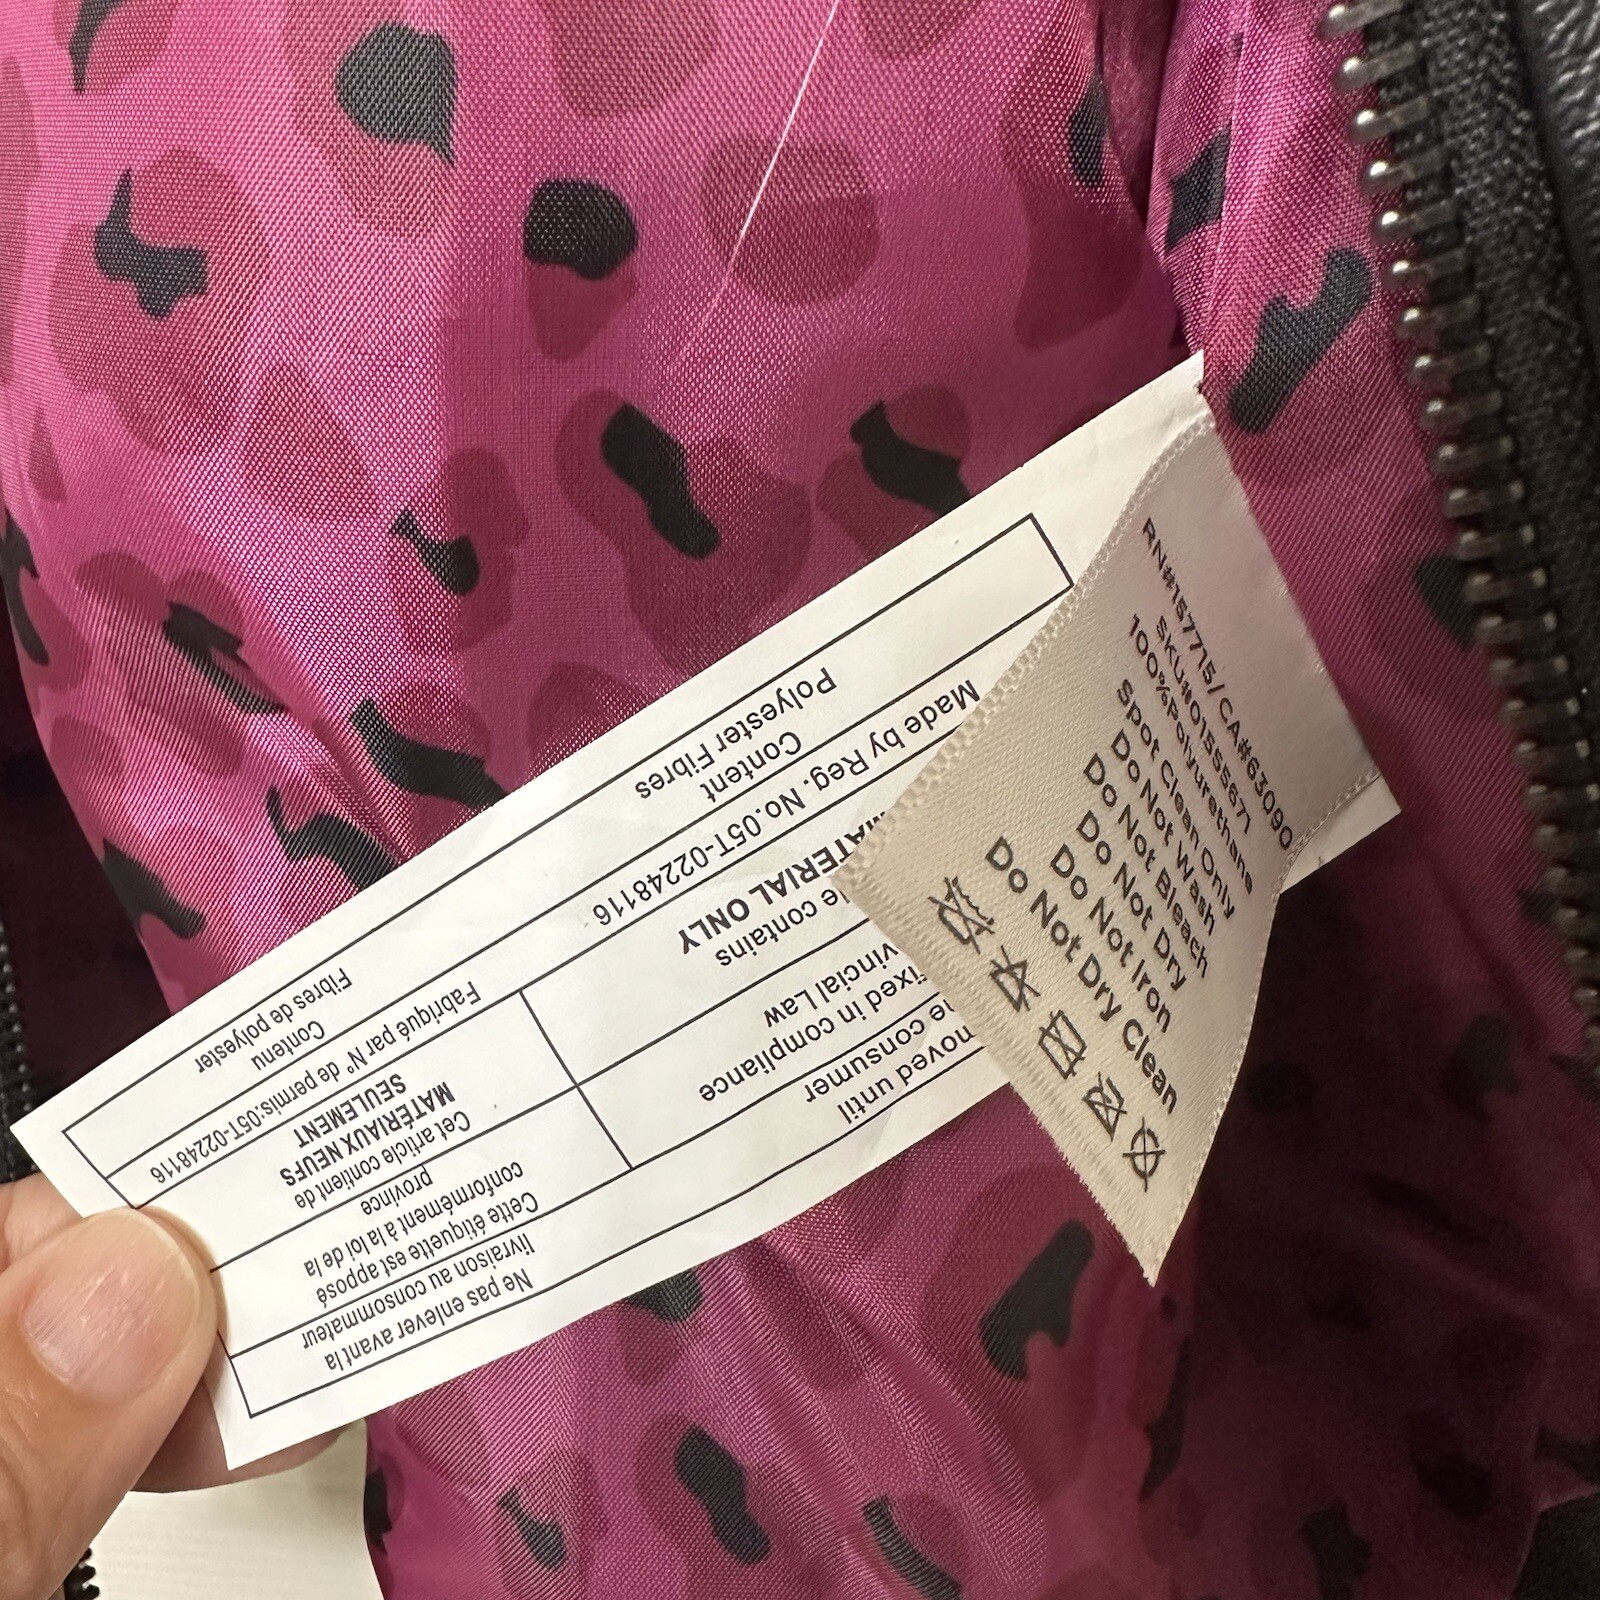 RN#157715/ CA#63090
SKU#0155567
100%Polyurethane
Spot Clean Only
Do Not Wash
Do Not Bleach
Do Not Dry
Do Not Iron
Do Not Dry Clean
until
the consumer
in compliance
Law
contains
MATERIAL ONLY
Made by Reg. No.05T-02248116
Content
Polyester Fibres
Ne pas enlever avant la
livraison au consommateur
Cette étiquette est apposé
conformément à la loi de la
province
Cet article contient de
MATÉRIAUX NEUFS
SEULEMENT
Fabriqué par N° de permis:05T-02248116
Contenu
Fibres de polyester